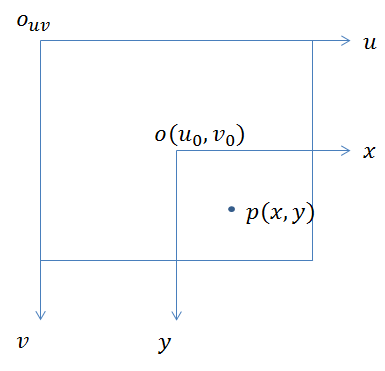 o_{uv}
u
o(u_0, v_0)
x
p(x, y)
v
y